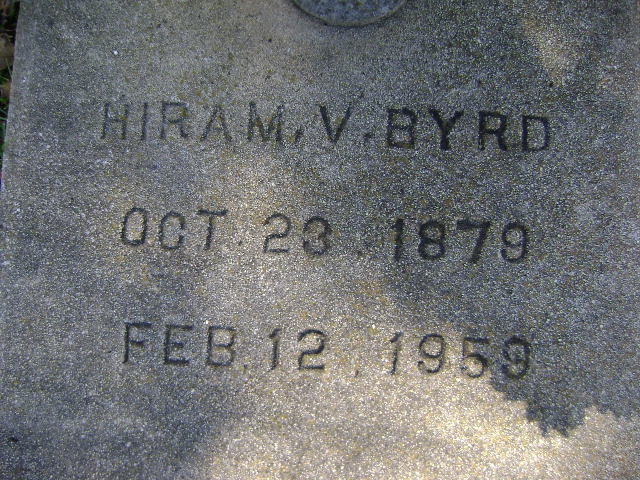 HIRAM. V. BYRD
OCT. 23. 1879
FEB. 12. 1959